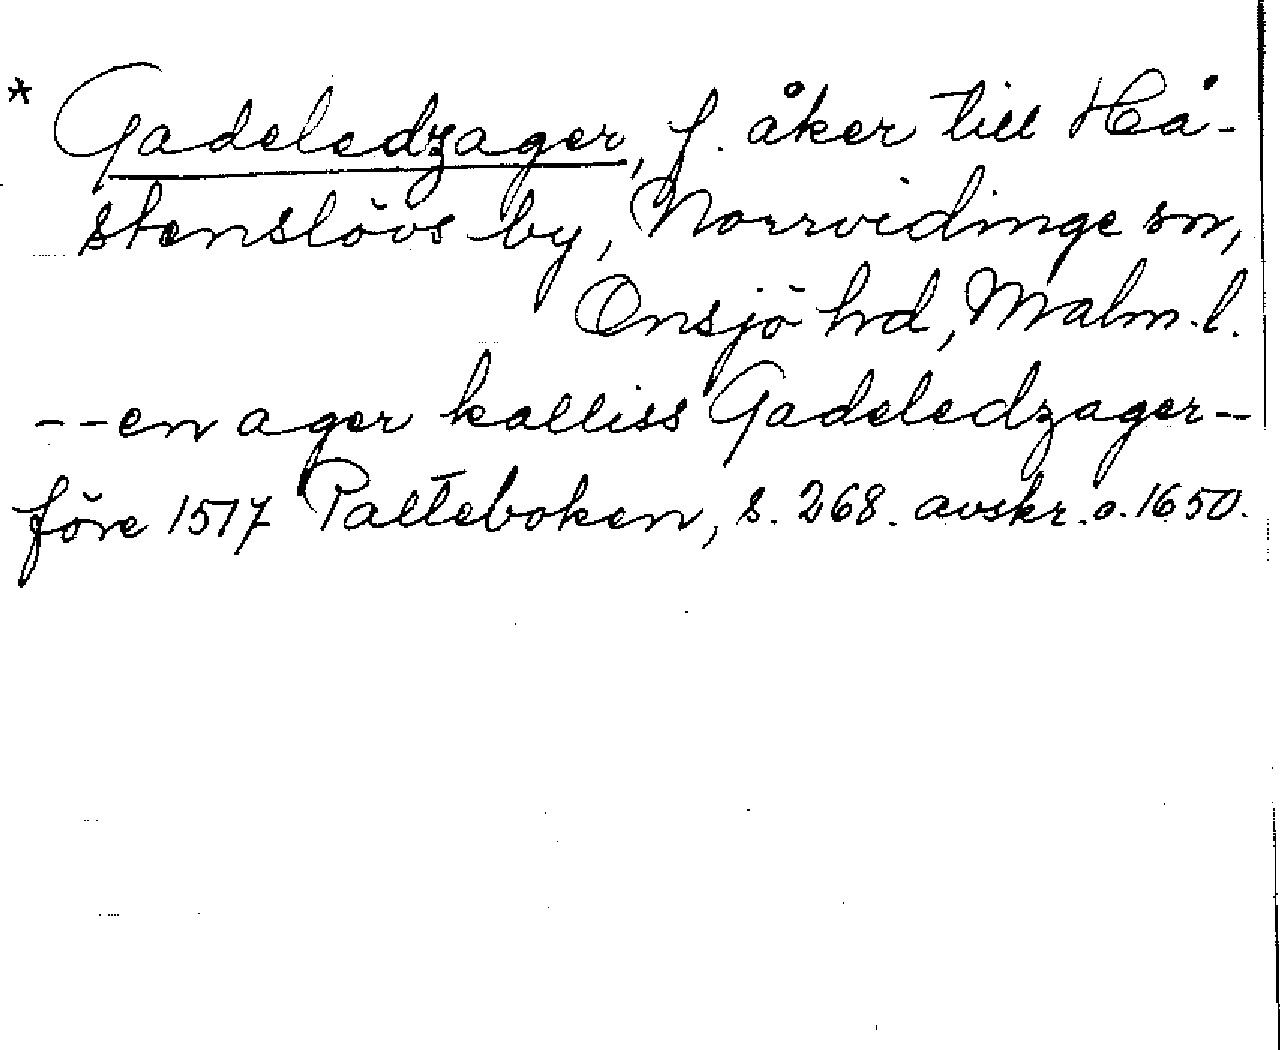 * Gadeledzager, f. åker till Hå-
stenslövs by, Norrvidinge sn,
Onsjö hd, Malm.l.
--en ager kalliss Gadeledzager--
före 1517 Palteboken, s. 268. avskr. o. 1650.